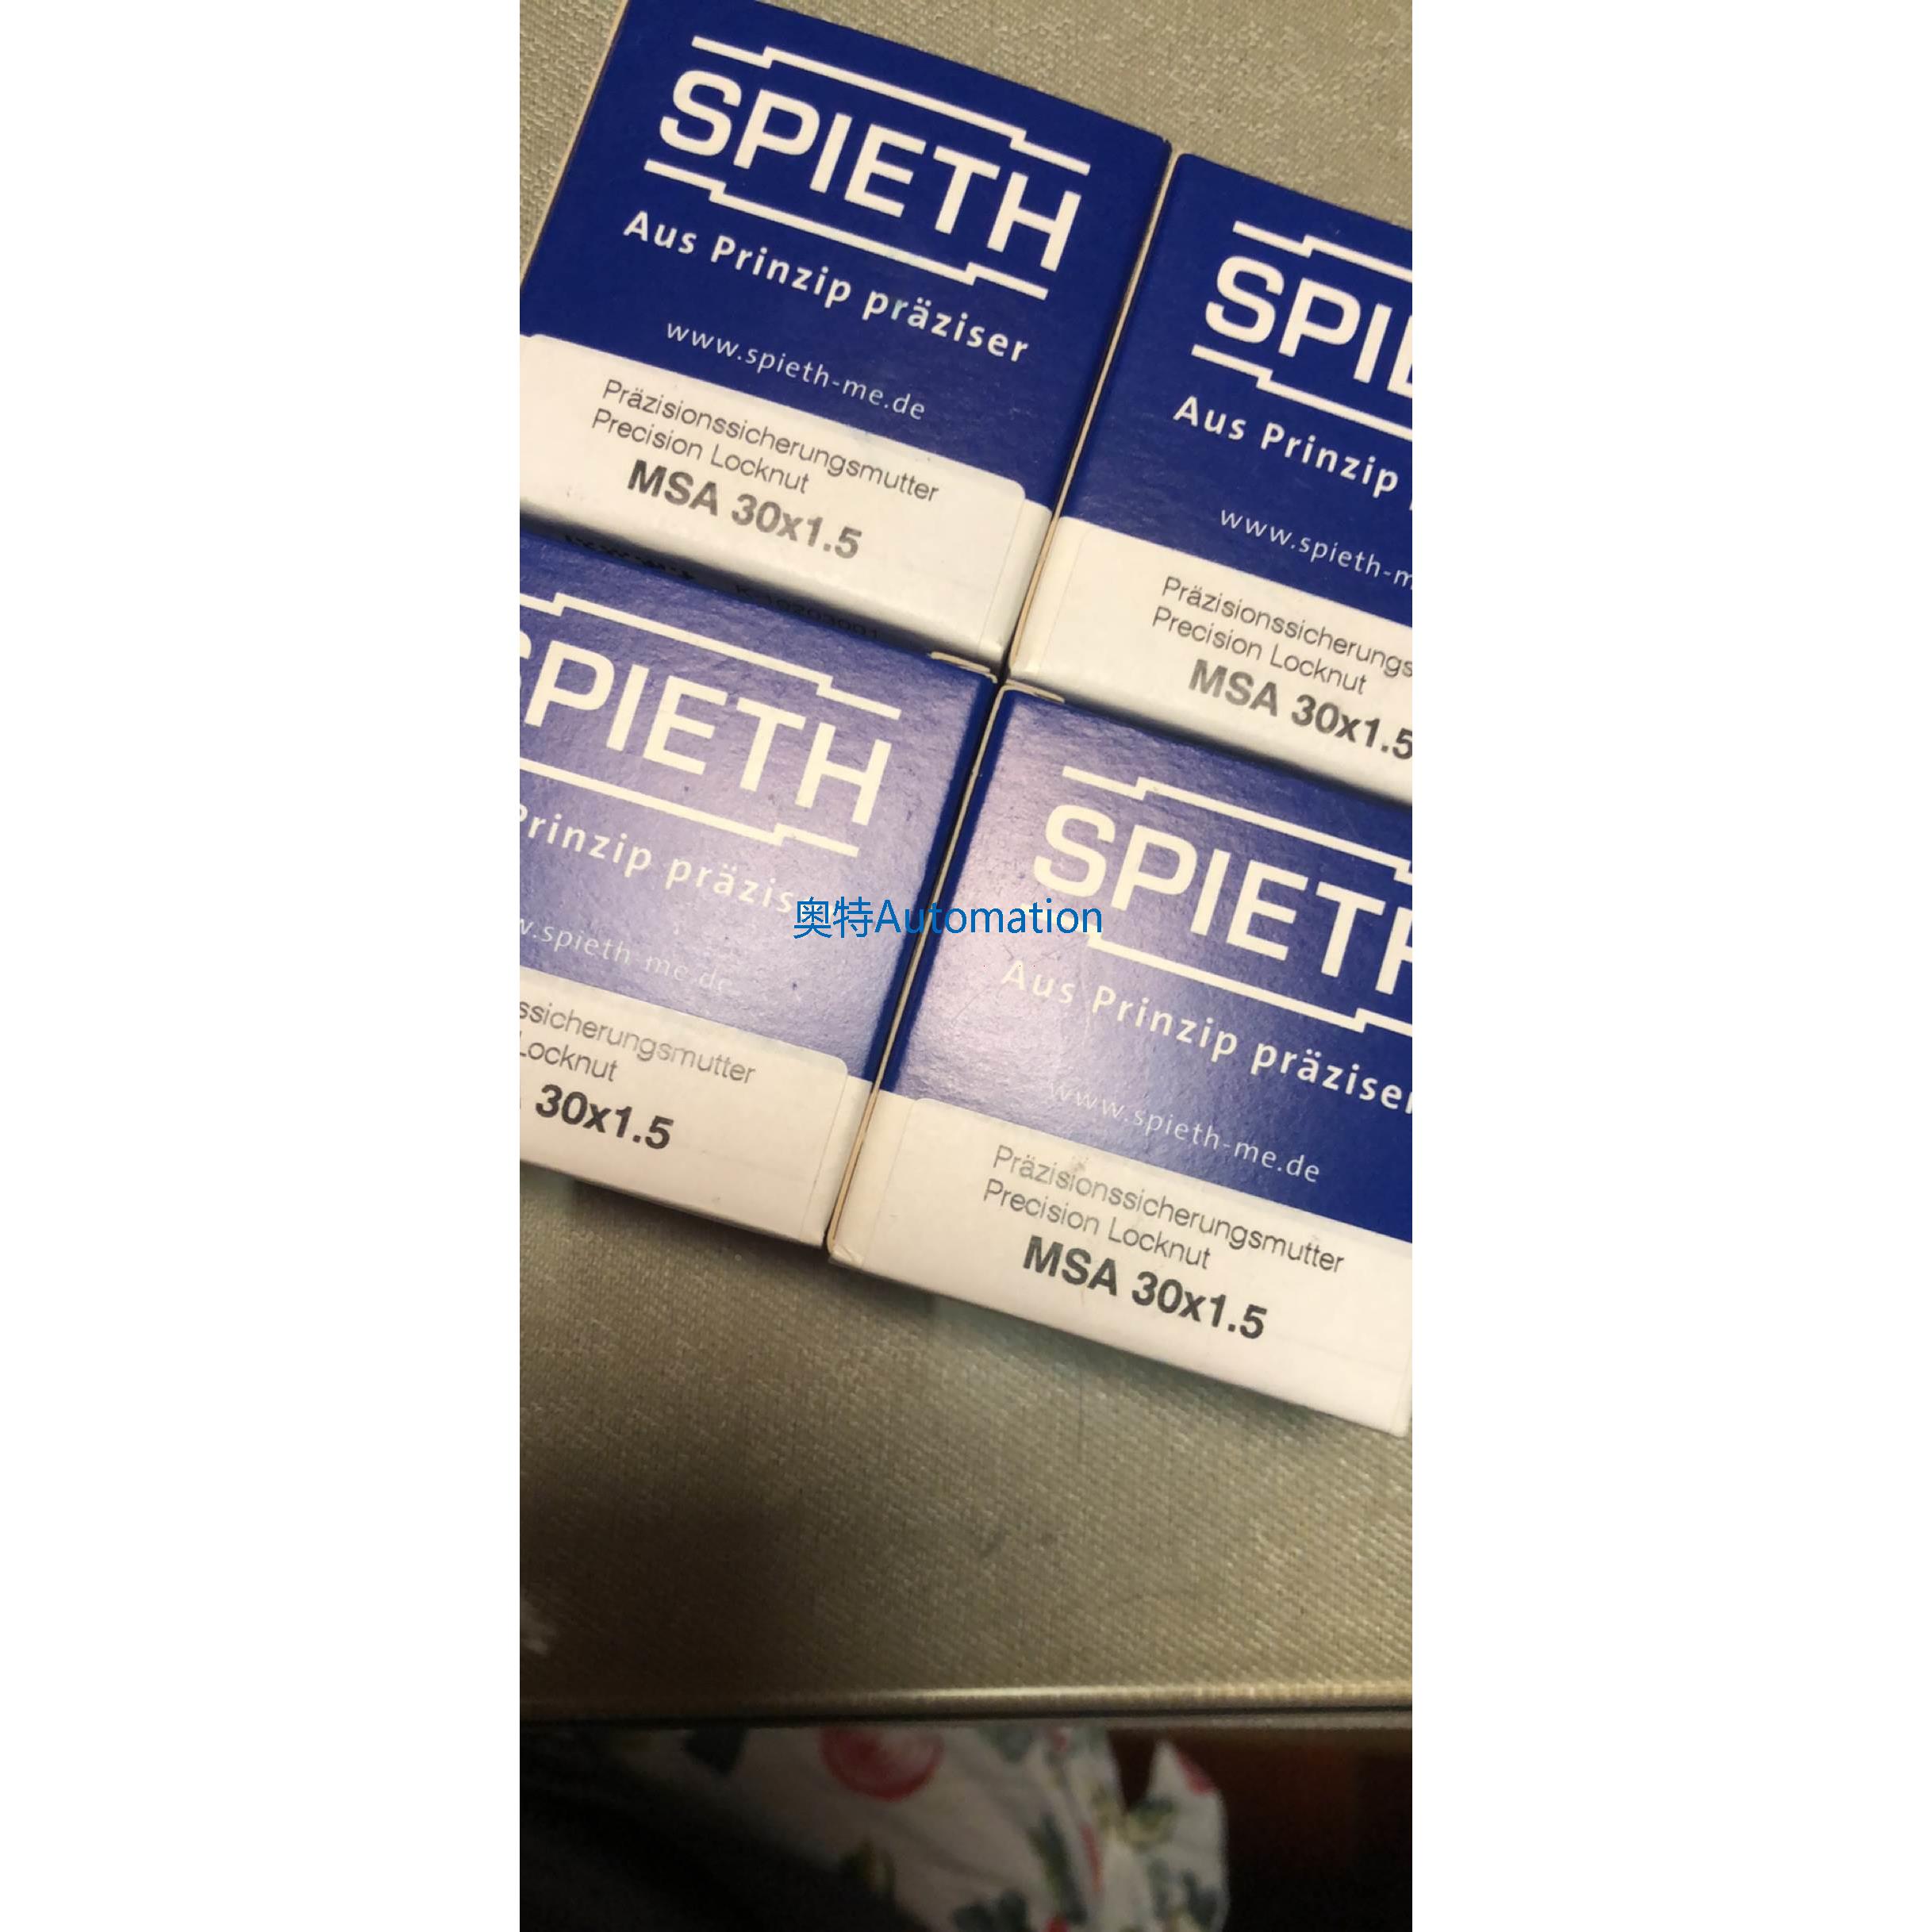 SPIETH
Aus Prinzip präziser
www.spieth-me.de
Präzisionssicherungsmutter
Precision Locknut
MSA 30x1.5
SPIE
Aus Prinzip
www.spieth-m
Präzisionssicherungs
Precision Locknut
MSA 30x1.5
SPIETH
Prinzip präzis
w.spieth-me.de
ssicherungsmutter
Locknut
30x1.5
奥特Automation
SPIETH
Aus Prinzip präziser
www.spieth-me.de
Präzisionssicherungsmutter
Precision Locknut
MSA 30x1.5